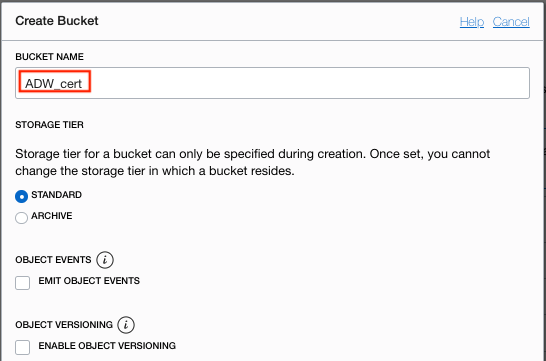 Create Bucket
Help Cancel
BUCKET NAME
ADW_cert
STORAGE TIER
Storage tier for a bucket can only be specified during creation. Once set, you cannot
change the storage tier in which a bucket resides.
STANDARD
ARCHIVE
OBJECT EVENTS i
EMIT OBJECT EVENTS
OBJECT VERSIONING i
ENABLE OBJECT VERSIONING